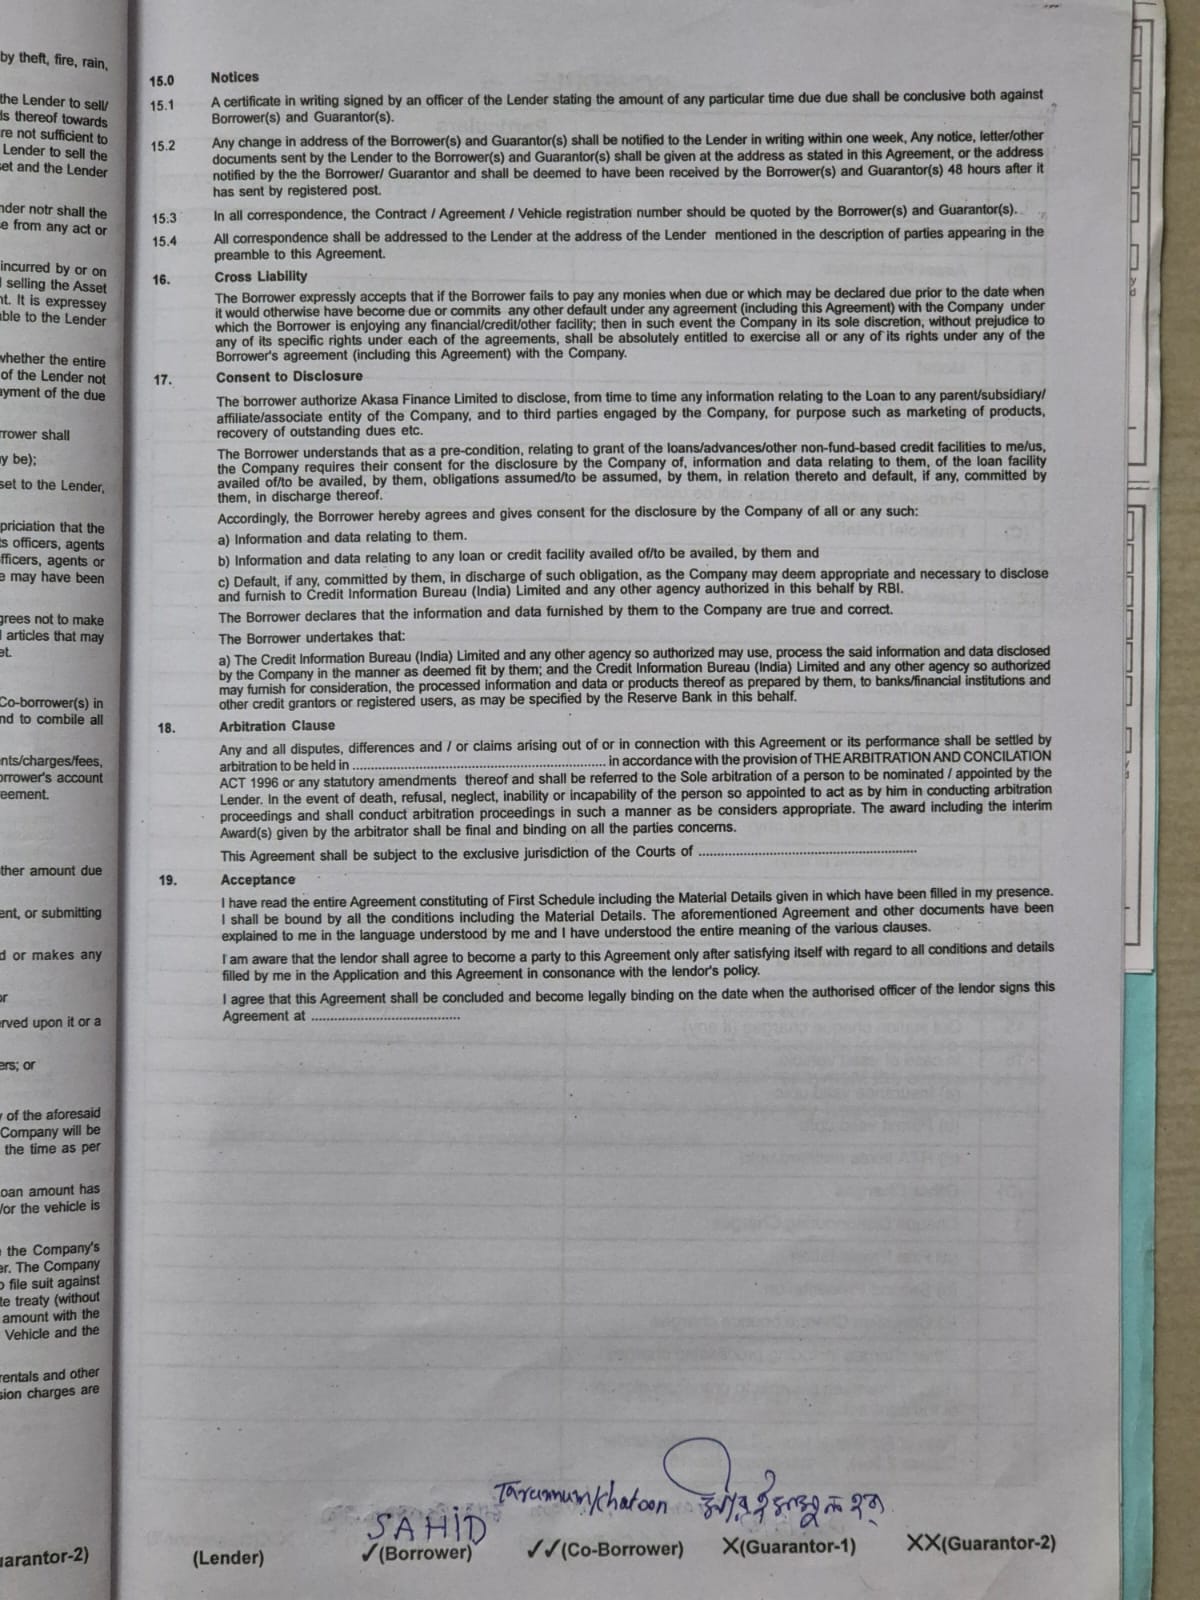 by theft, fire, rain,
the Lender to sell/
ds thereof towards
re not sufficient to
Lender to sell the
set and the Lender
nder notr shall the
e from any act or
incurred by or on
selling the Asset
nt. It is expressey
able to the Lender
whether the entire
of the Lender not
ayment of the due
rrower shall
y be);
set to the Lender,
priciation that the
ts officers, agents
fficers, agents or
e may have been
grees not to make
articles that may
et.
Co-borrower(s) in
nd to combile all
nts/charges/fees,
orrower's account
eement.
ther amount due
ent, or submitting
d or makes any
or
erved upon it or a
ers; or
y of the aforesaid
Company will be
the time as per
oan amount has
/or the vehicle is
the Company's
er. The Company
o file suit against
te treaty (without
amount with the
Vehicle and the
rentals and other
sion charges are
uarantor-2)
15.0 Notices
15.1 A certificate in writing signed by an officer of the Lender stating the amount of any particular time due due shall be conclusive both against
Borrower(s) and Guarantor(s).
15.2 Any change in address of the Borrower(s) and Guarantor(s) shall be notified to the Lender in writing within one week, Any notice, letter/other
documents sent by the Lender to the Borrower(s) and Guarantor(s) shall be given at the address as stated in this Agreement, or the address
notified by the the Borrower/ Guarantor and shall be deemed to have been received by the Borrower(s) and Guarantor(s) 48 hours after it
has sent by registered post.
15.3 In all correspondence, the Contract / Agreement / Vehicle registration number should be quoted by the Borrower(s) and Guarantor(s).
15.4 All correspondence shall be addressed to the Lender at the address of the Lender mentioned in the description of parties appearing in the
preamble to this Agreement.
16. Cross Liability
The Borrower expressly accepts that if the Borrower fails to pay any monies when due or which may be declared due prior to the date when
it would otherwise have become due or commits any other default under any agreement (including this Agreement) with the Company under
which the Borrower is enjoying any financial/credit/other facility; then in such event the Company in its sole discretion, without prejudice to
any of its specific rights under each of the agreements, shall be absolutely entitled to exercise all or any of its rights under any of the
Borrower's agreement (including this Agreement) with the Company.
17. Consent to Disclosure
The borrower authorize Akasa Finance Limited to disclose, from time to time any information relating to the Loan to any parent/subsidiary/
affiliate/associate entity of the Company, and to third parties engaged by the Company, for purpose such as marketing of products,
recovery of outstanding dues etc.
The Borrower understands that as a pre-condition, relating to grant of the loans/advances/other non-fund-based credit facilities to me/us,
the Company requires their consent for the disclosure by the Company of, information and data relating to them, of the loan facility
availed of/to be availed, by them, obligations assumed/to be assumed, by them, in relation thereto and default, if any, committed by
them, in discharge thereof.
Accordingly, the Borrower hereby agrees and gives consent for the disclosure by the Company of all or any such:
a) Information and data relating to them.
b) Information and data relating to any loan or credit facility availed of/to be availed, by them and
c) Default, if any, committed by them, in discharge of such obligation, as the Company may deem appropriate and necessary to disclose
and furnish to Credit Information Bureau (India) Limited and any other agency authorized in this behalf by RBI.
The Borrower declares that the information and data furnished by them to the Company are true and correct.
The Borrower undertakes that:
a) The Credit Information Bureau (India) Limited and any other agency so authorized may use, process the said information and data disclosed
by the Company in the manner as deemed fit by them; and the Credit Information Bureau (India) Limited and any other agency so authorized
may furnish for consideration, the processed information and data or products thereof as prepared by them, to banks/financial institutions and
other credit grantors or registered users, as may be specified by the Reserve Bank in this behalf.
18. Arbitration Clause
Any and all disputes, differences and / or claims arising out of or in connection with this Agreement or its performance shall be settled by
arbitration to be held in ........................................ in accordance with the provision of THE ARBITRATION AND CONCILATION
ACT 1996 or any statutory amendments thereof and shall be referred to the Sole arbitration of a person to be nominated / appointed by the
Lender. In the event of death, refusal, neglect, inability or incapability of the person so appointed to act as by him in conducting arbitration
proceedings and shall conduct arbitration proceedings in such a manner as be considers appropriate. The award including the interim
Award(s) given by the arbitrator shall be final and binding on all the parties concerns.
This Agreement shall be subject to the exclusive jurisdiction of the Courts of ........................................
19. Acceptance
I have read the entire Agreement constituting of First Schedule including the Material Details given in which have been filled in my presence.
I shall be bound by all the conditions including the Material Details. The aforementioned Agreement and other documents have been
explained to me in the language understood by me and I have understood the entire meaning of the various clauses.
I am aware that the lendor shall agree to become a party to this Agreement only after satisfying itself with regard to all conditions and details
filled by me in the Application and this Agreement in consonance with the lendor's policy.
I agree that this Agreement shall be concluded and become legally binding on the date when the authorised officer of the lendor signs this
Agreement at ........................................
Tarunnum Khatoon
SAHID
(Lender) ✓(Borrower) ✓✓(Co-Borrower) X(Guarantor-1) XX(Guarantor-2)